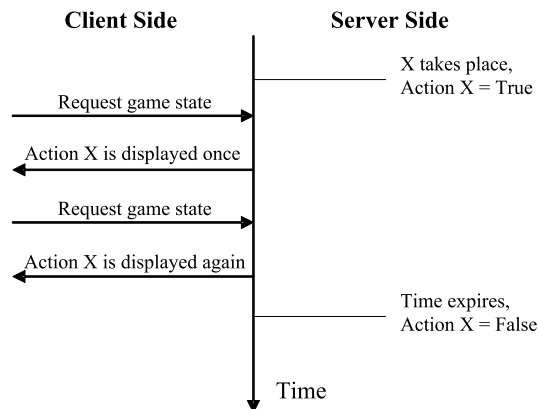 Client Side
Server Side
X takes place,
Action X = True
Request game state
Action X is displayed once
Request game state
Action X is displayed again
Time expires,
Action X = False
Time